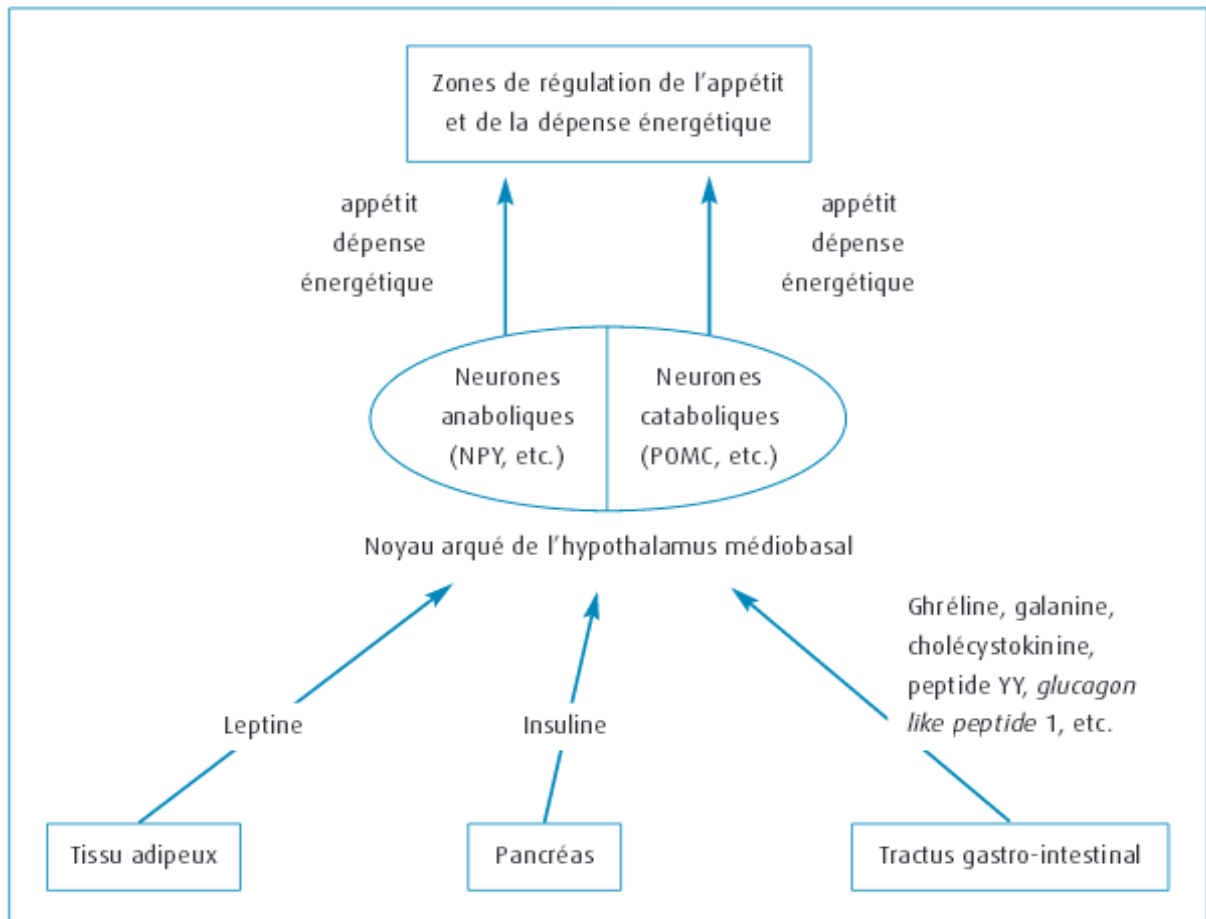 Zones de régulation de l'appétit
et de la dépense énergétique
appétit
dépense
énergétique
appétit
dépense
énergétique
Neurones
anaboliques
(NPY, etc.)
Neurones
cataboliques
(POMC, etc.)
Noyau arqué de l'hypothalamus médiobasal
Ghréline, galanine,
cholécystokinine,
peptide YY, glucagon
like peptide 1, etc.
Leptine
Insuline
Tissu adipeux
Pancréas
Tractus gastro-intestinal